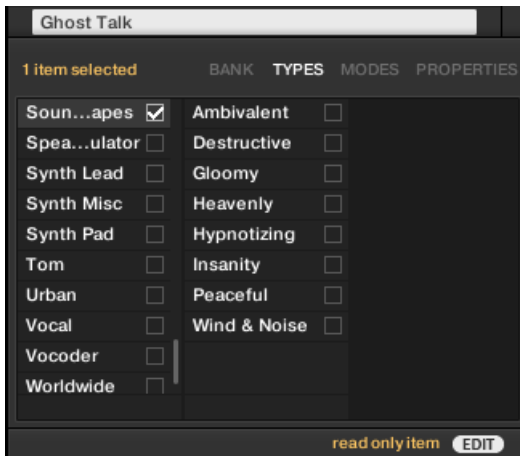 Ghost Talk
1 item selected BANK TYPES MODES PROPERTIES
Soun...apes Ambivalent
Spea...ulator Destructive
Synth Lead Gloomy
Synth Misc Heavenly
Synth Pad Hypnotizing
Tom Insanity
Urban Peaceful
Vocal Wind & Noise
Vocoder
Worldwide
read only item EDIT